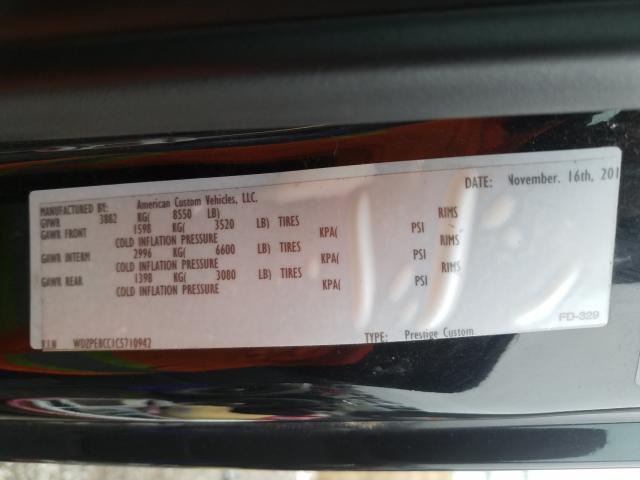 DATE: November. 16th, 201
MANUFACTURED BY: American Custom Vehicles, LLC.
GVWR 3882 KG( 8550 LB)
GAWR FRONT 1598 KG( 3520 LB) TIRES RIMS
COLD INFLATION PRESSURE KPA( PSI
GAWR INTERM 2996 KG( 6600 LB) TIRES RIMS
COLD INFLATION PRESSURE KPA( PSI
GAWR REAR 1398 KG( 3080 LB) TIRES RIMS
COLD INFLATION PRESSURE KPA( PSI
FD-329
WDZPE8CC1C5710942 TYPE: Prestige Custom